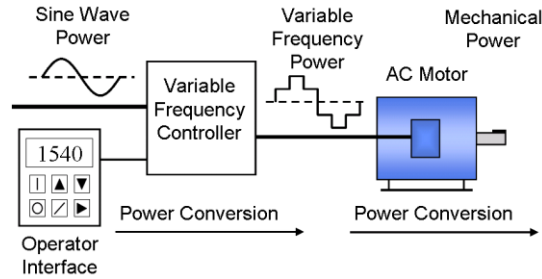 Sine Wave
Power
Variable
Frequency
Power
Mechanical
Power
AC Motor
Variable
Frequency
Controller
1540
Operator
Interface
Power Conversion
Power Conversion